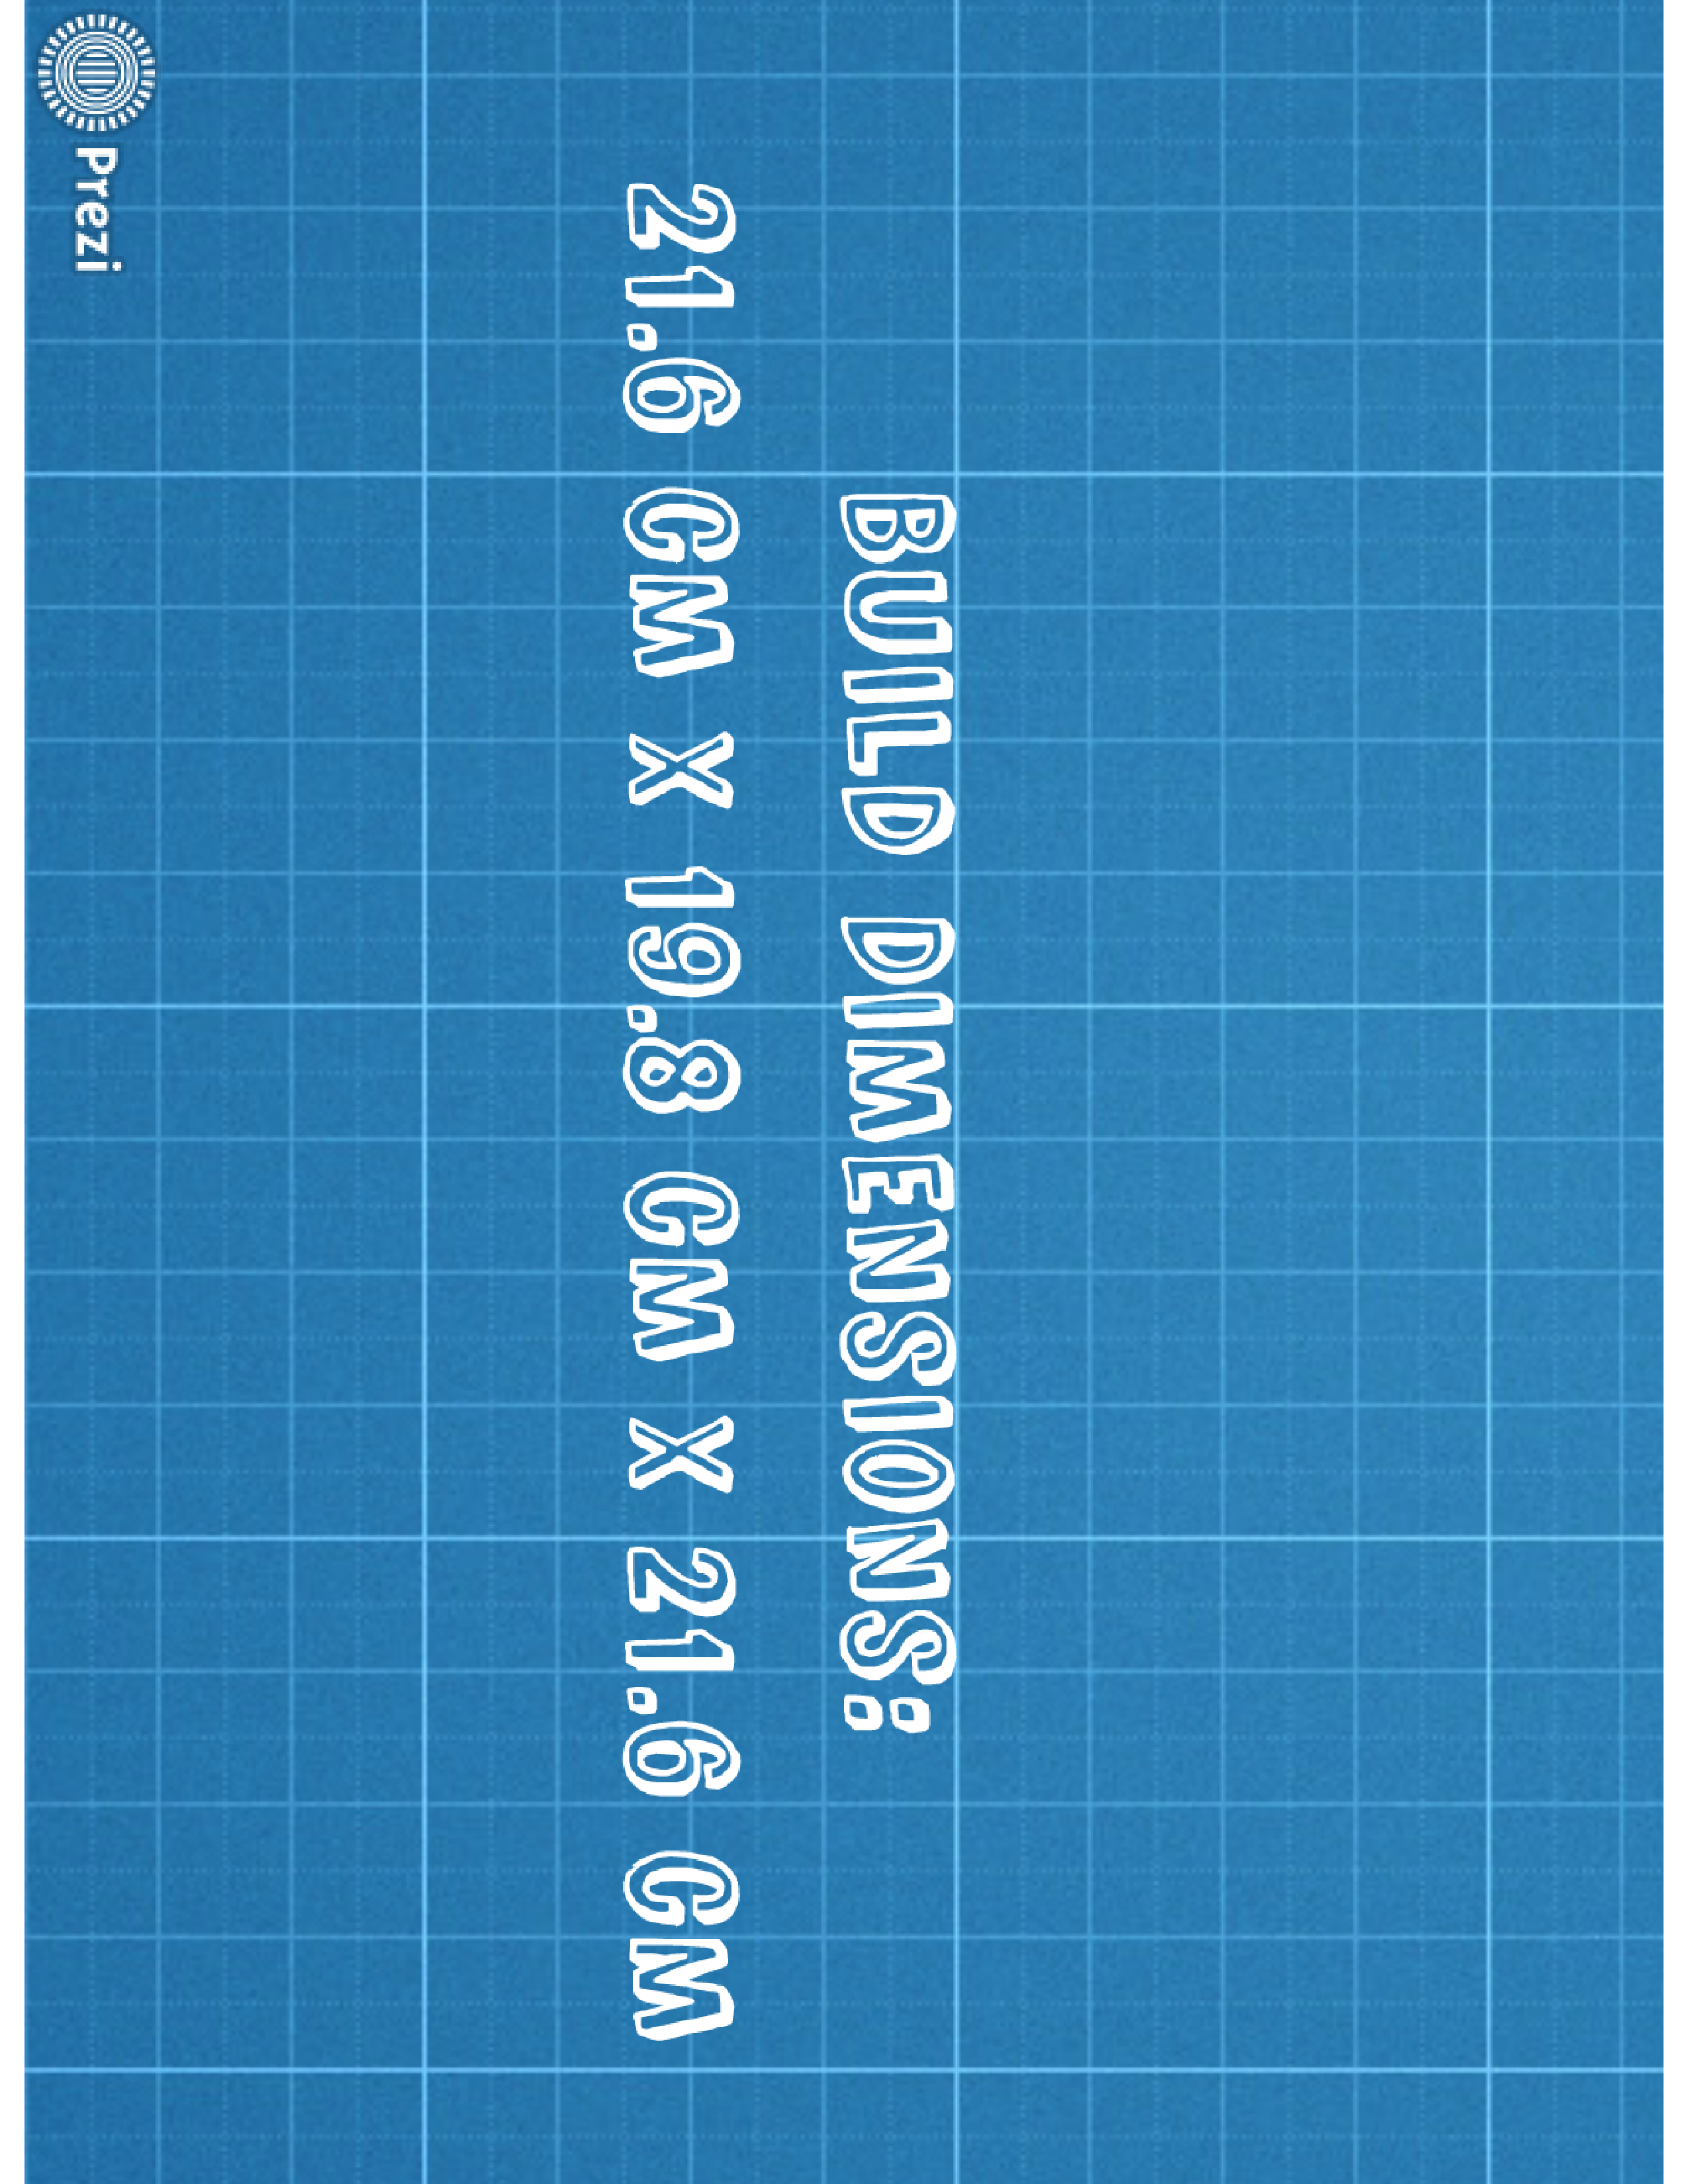 BUILD DIMENSIONS:
21.6 CM X 19.8 CM X 21.6 CM
Prezi